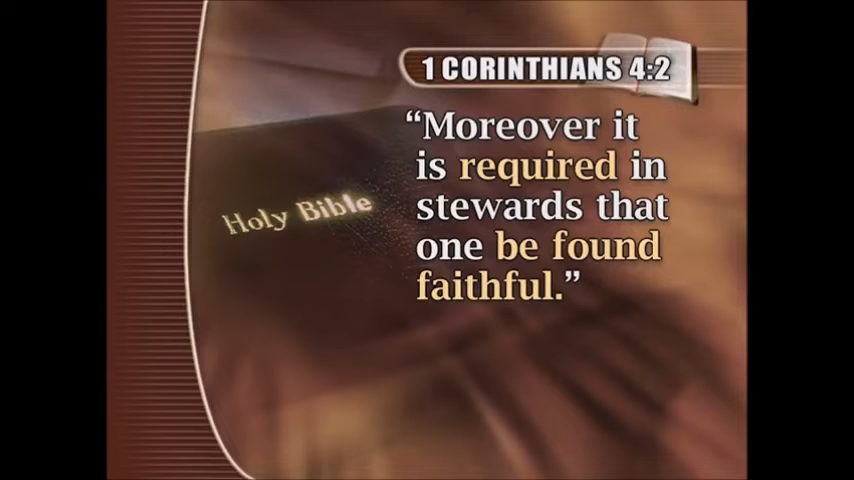 1 CORINTHIANS 4:2
“Moreover it
is required in
stewards that
one be found
faithful.”
Holy Bible